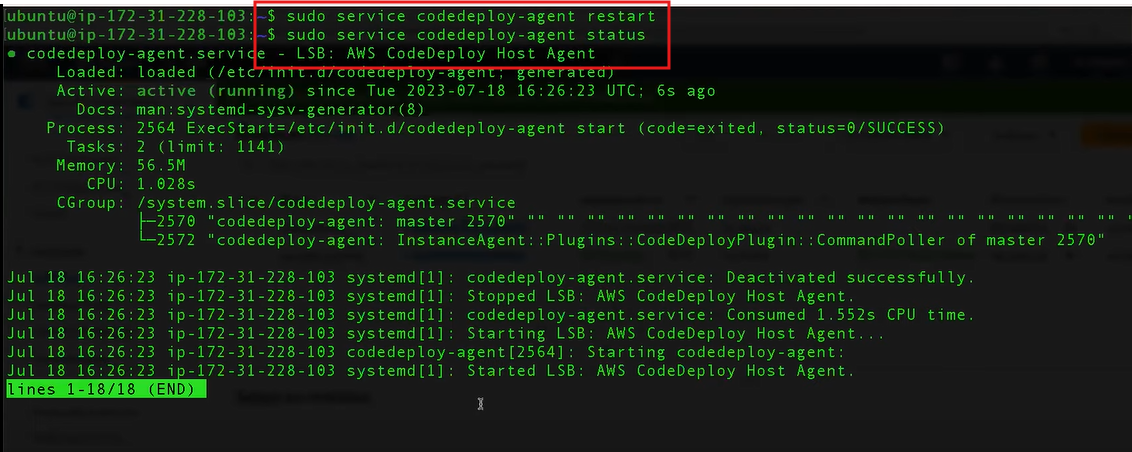 ubuntu@ip-172-31-228-103:~$ sudo service codedeploy-agent restart
ubuntu@ip-172-31-228-103:~$ sudo service codedeploy-agent status
● codedeploy-agent.service - LSB: AWS CodeDeploy Host Agent
Loaded: loaded (/etc/init.d/codedeploy-agent; generated)
Active: active (running) since Tue 2023-07-18 16:26:23 UTC; 6s ago
Docs: man:systemd-sysv-generator(8)
Process: 2564 ExecStart=/etc/init.d/codedeploy-agent start (code=exited, status=0/SUCCESS)
Tasks: 2 (limit: 1141)
Memory: 56.5M
CPU: 1.028s
CGroup: /system.slice/codedeploy-agent.service
├─2570 "codedeploy-agent: master 2570" "" "" "" "" "" "" "" "" "" "" "" "" "" "" "" "" "" "" "" "" "
└─2572 "codedeploy-agent: InstanceAgent::Plugins::CodeDeployPlugin::CommandPoller of master 2570"
Jul 18 16:26:23 ip-172-31-228-103 systemd[1]: codedeploy-agent.service: Deactivated successfully.
Jul 18 16:26:23 ip-172-31-228-103 systemd[1]: Stopped LSB: AWS CodeDeploy Host Agent.
Jul 18 16:26:23 ip-172-31-228-103 systemd[1]: codedeploy-agent.service: Consumed 1.552s CPU time.
Jul 18 16:26:23 ip-172-31-228-103 systemd[1]: Starting LSB: AWS CodeDeploy Host Agent...
Jul 18 16:26:23 ip-172-31-228-103 codedeploy-agent[2564]: Starting codedeploy-agent:
Jul 18 16:26:23 ip-172-31-228-103 systemd[1]: Started LSB: AWS CodeDeploy Host Agent.
lines 1-18/18 (END)